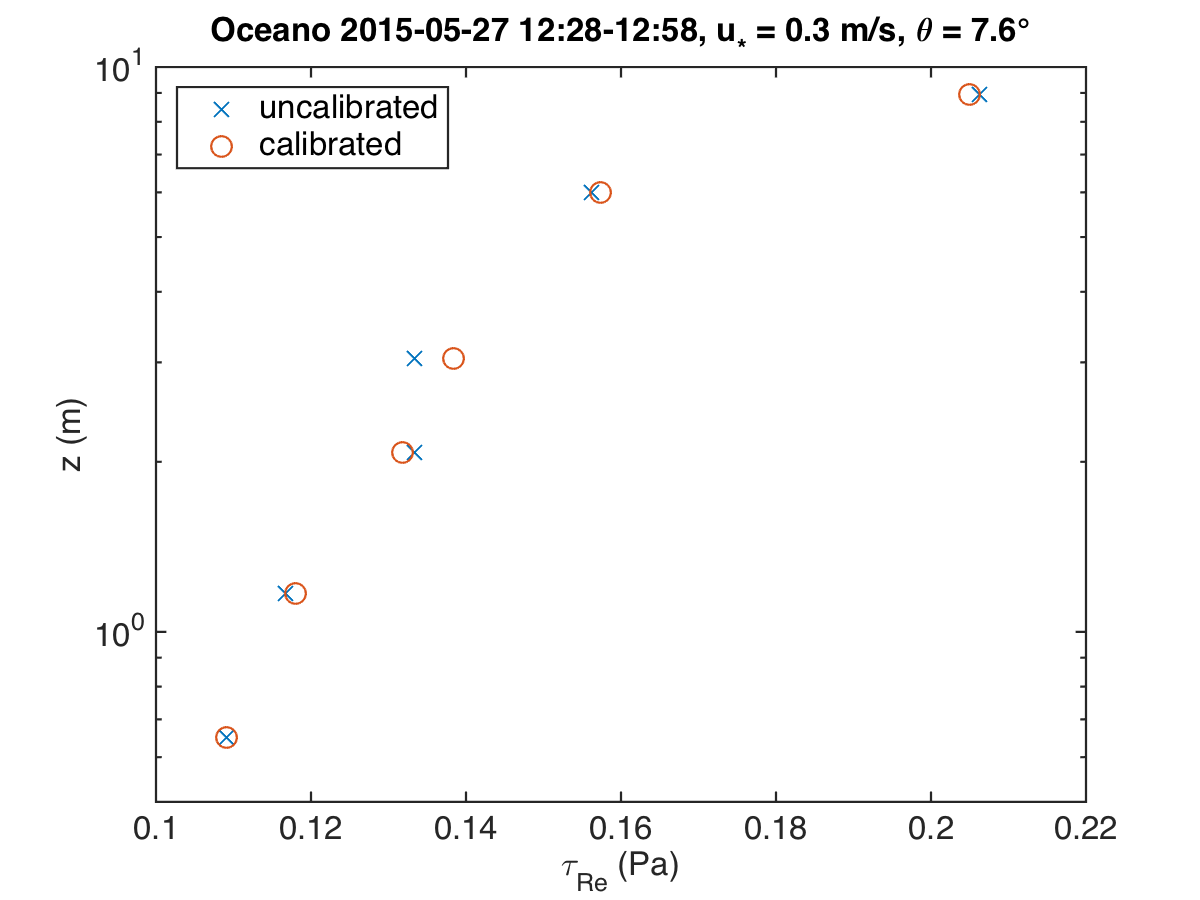 Oceano 2015-05-27 12:28-12:58, u* = 0.3 m/s, θ = 7.6°
10^1
uncalibrated
calibrated
z (m)
10^0
0.1 0.12 0.14 0.16 0.18 0.2 0.22
τ_Re (Pa)